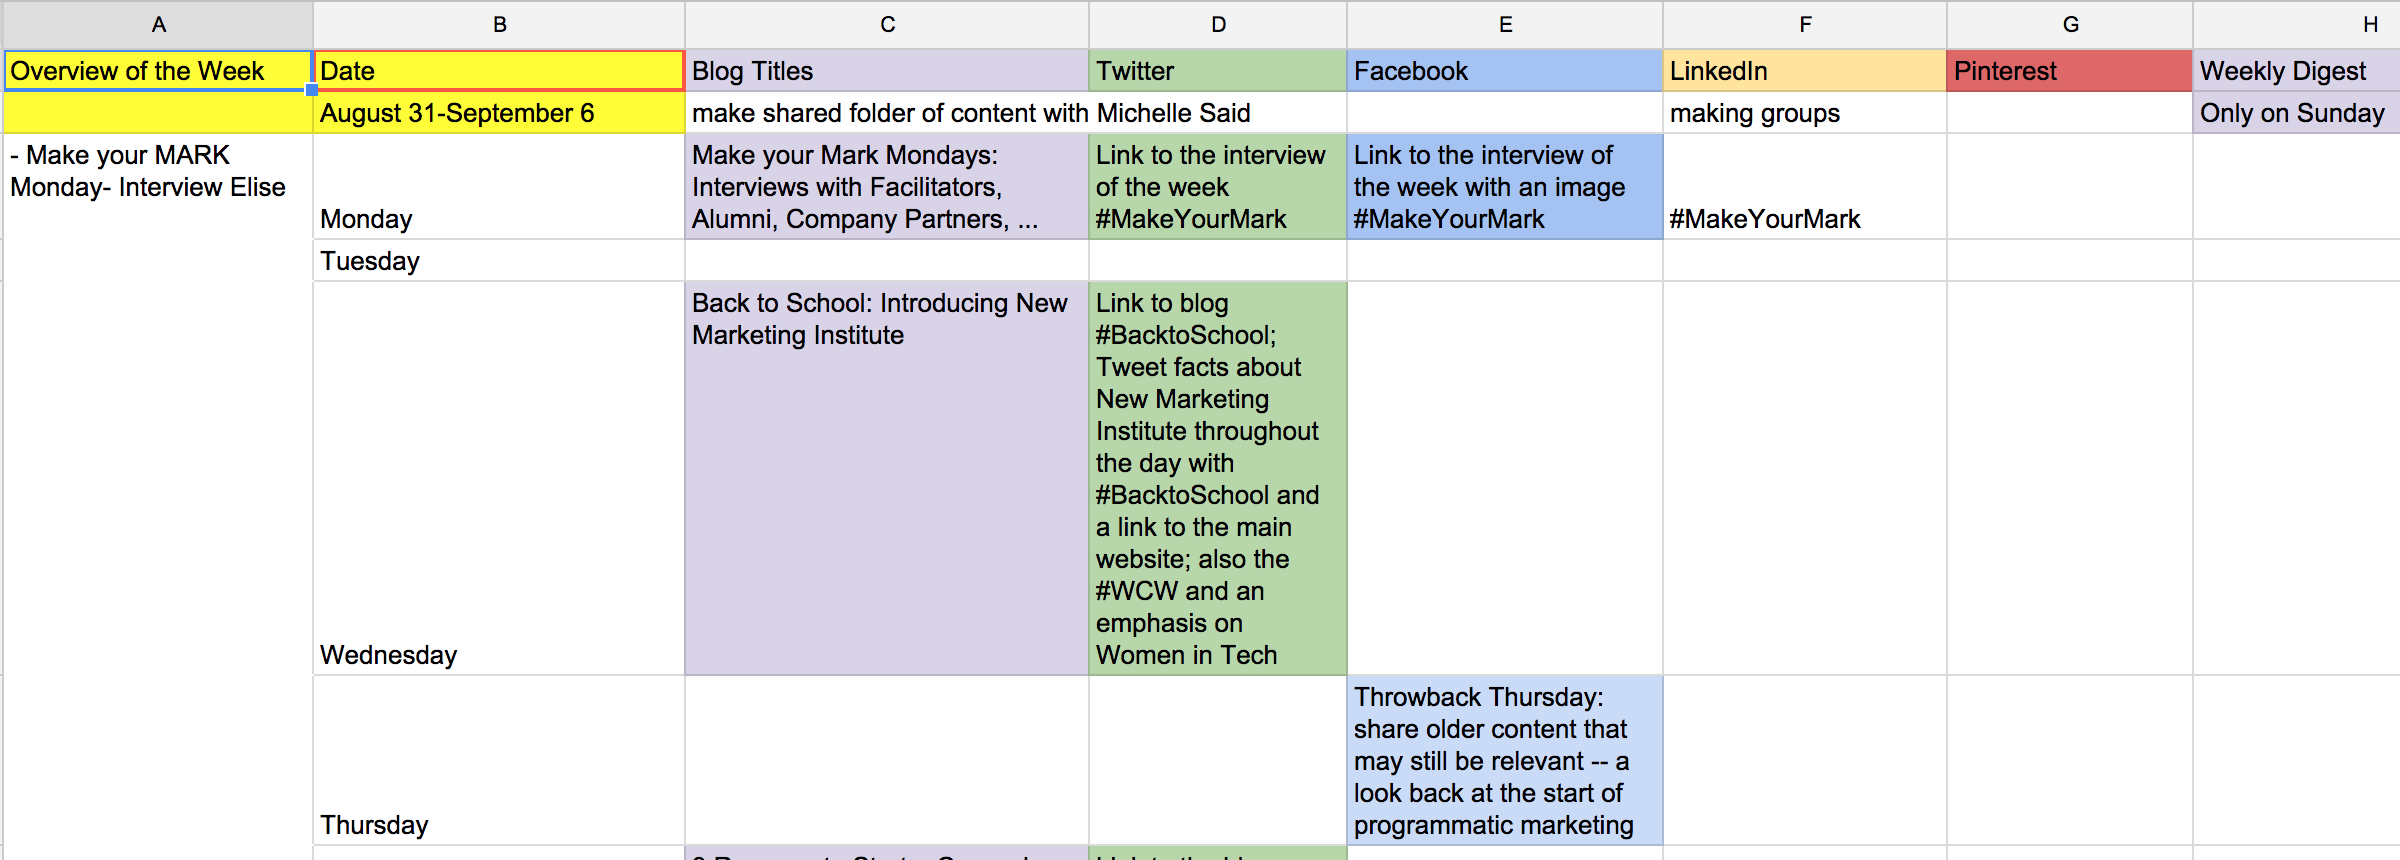 A B C D E F G H
Overview of the Week Date Blog Titles Twitter Facebook LinkedIn Pinterest Weekly Digest
August 31-September 6 make shared folder of content with Michelle Said making groups Only on Sunday
- Make your MARK
Monday- Interview Elise
Monday
Make your Mark Mondays:
Interviews with Facilitators,
Alumni, Company Partners, ...
Link to the interview
of the week
#MakeYourMark
Link to the interview of
the week with an image
#MakeYourMark
#MakeYourMark
Tuesday
Wednesday
Back to School: Introducing New
Marketing Institute
Link to blog
#BacktoSchool;
Tweet facts about
New Marketing
Institute throughout
the day with
#BacktoSchool and
a link to the main
website; also the
#WCW and an
emphasis on
Women in Tech
Thursday
Throwback Thursday:
share older content that
may still be relevant -- a
look back at the start of
programmatic marketing